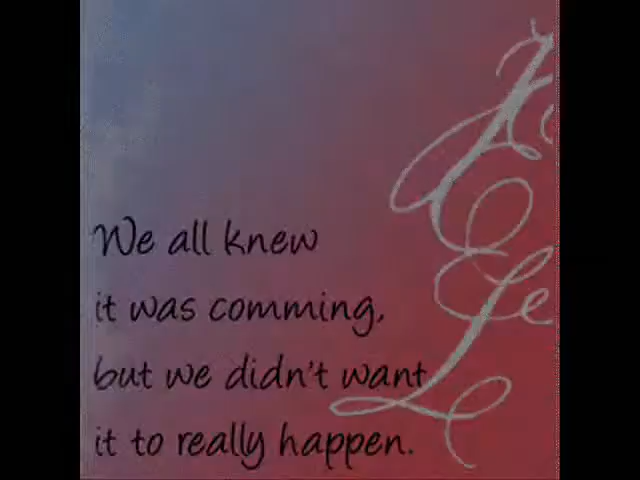 We all knew
it was comming,
but we didn't want
it to really happen.